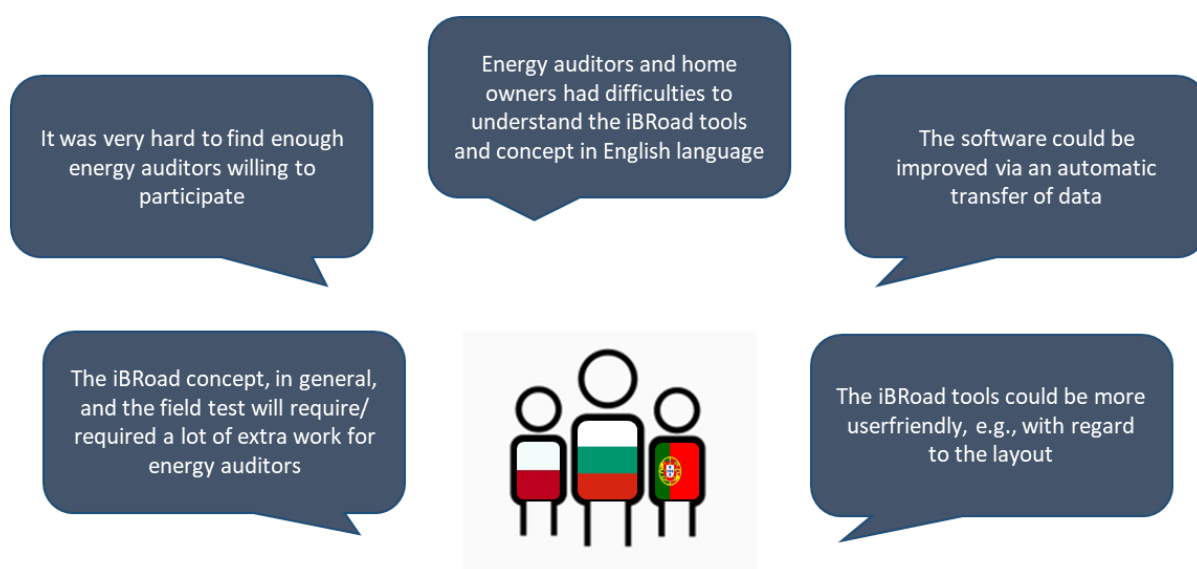 It was very hard to find enough
energy auditors willing to
participate
Energy auditors and home
owners had difficulties to
understand the iBRoad tools
and concept in English language
The software could be
improved via an automatic
transfer of data
The iBRoad concept, in general,
and the field test will require/
required a lot of extra work for
energy auditors
The iBRoad tools could be more
userfriendly, e.g., with regard
to the layout